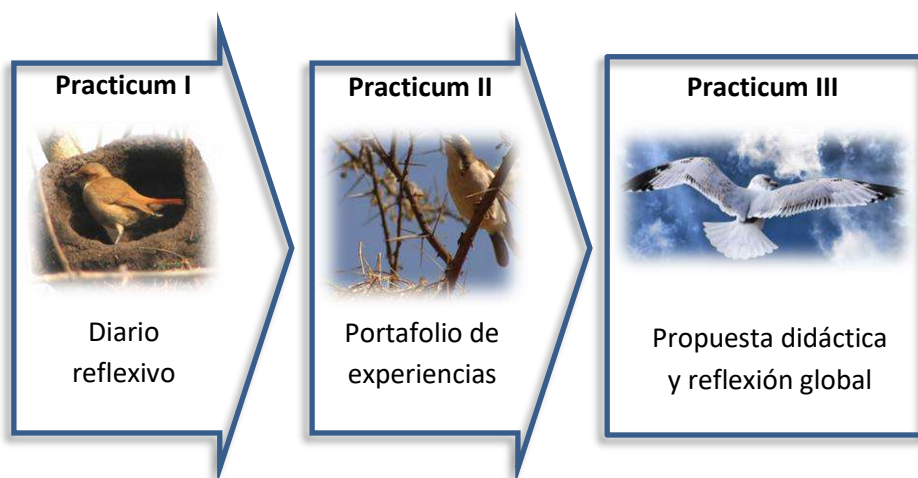 Practicum I
Diario
reflexivo
Practicum II
Portafolio de
experiencias
Practicum III
Propuesta didáctica
y reflexión global